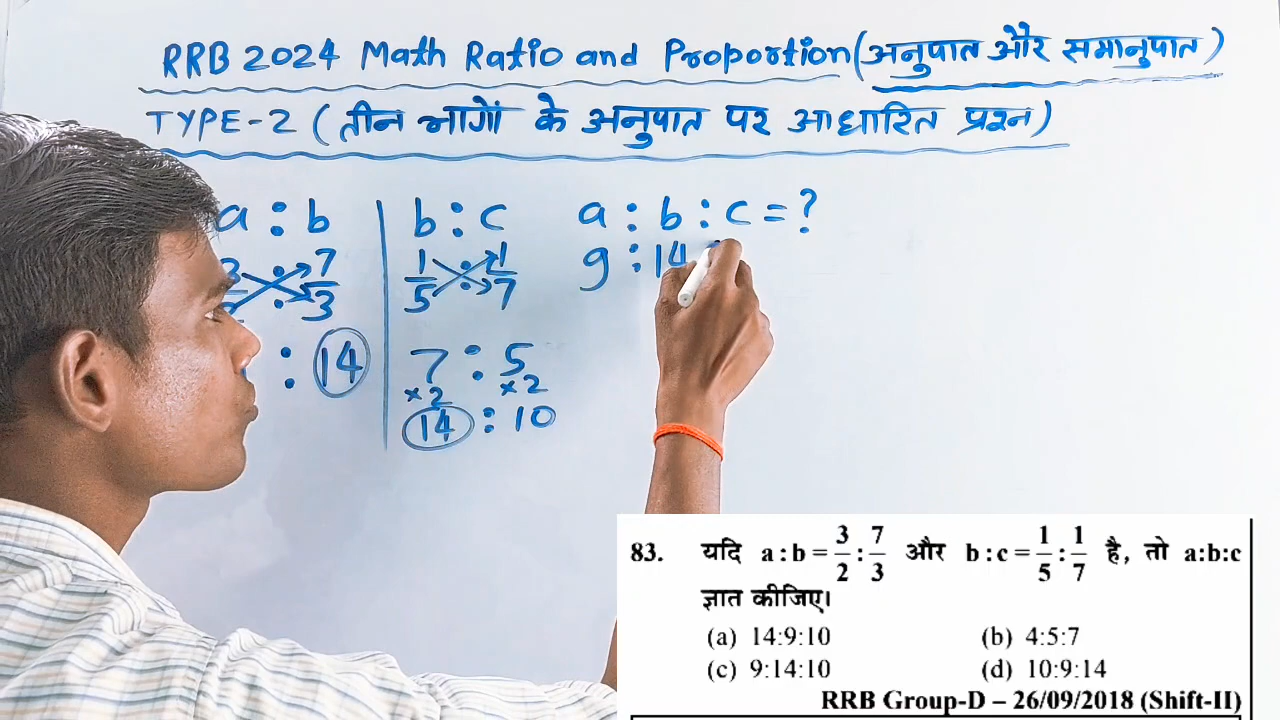 RRB 2024 Math Ratio and Proportion (अनुपात और समानुपात)
TYPE-2 (तीन भागों के अनुपात पर आधारित प्रश्न)
a : b | b : c a : b : c = ?
3 : 7/3 | 1/5 : 1/7 9 : 14
: 14 | 7 : 5
×2 ×2
14 : 10
83. यदि a : b = 3/2 : 7/3 और b : c = 1/5 : 1/7 है, तो a:b:c
ज्ञात कीजिए।
(a) 14:9:10 (b) 4:5:7
(c) 9:14:10 (d) 10:9:14
RRB Group-D – 26/09/2018 (Shift-II)